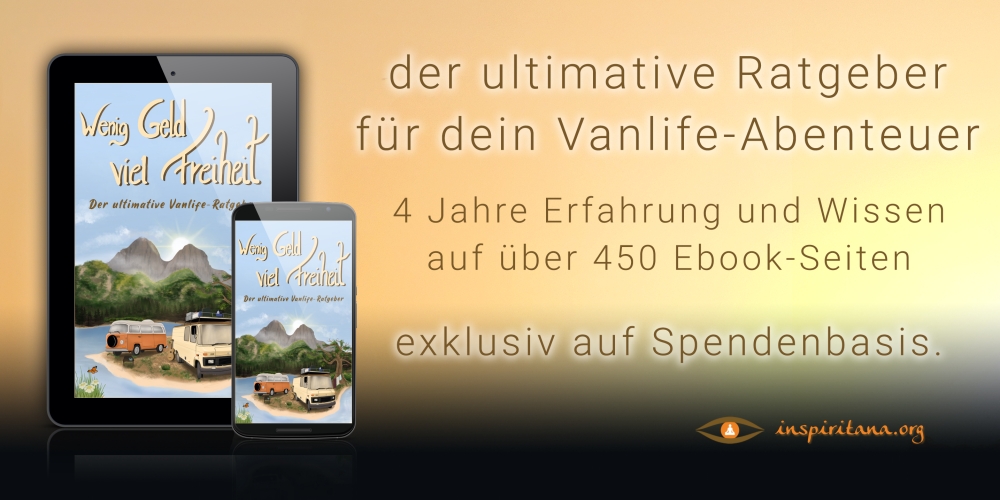 Wenig Geld
viel Freiheit
Der ultimative Vanlife-Ratgeber
Wenig Geld
viel Freiheit
Der ultimative Vanlife-Ratgeber
der ultimative Ratgeber
für dein Vanlife-Abenteuer
4 Jahre Erfahrung und Wissen
auf über 450 Ebook-Seiten
exklusiv auf Spendenbasis.
inspiritana.org